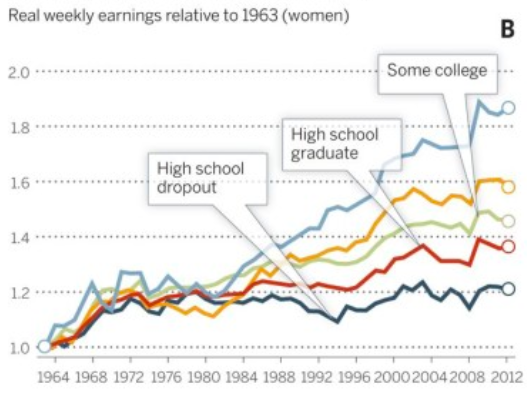 Real weekly earnings relative to 1963 (women)
B
2.0
Some college
1.8
High school
graduate
High school
dropout
1.6
1.4
1.2
1.0
1964 1968 1972 1976 1980 1984 1988 1992 1996 2000 2004 2008 2012